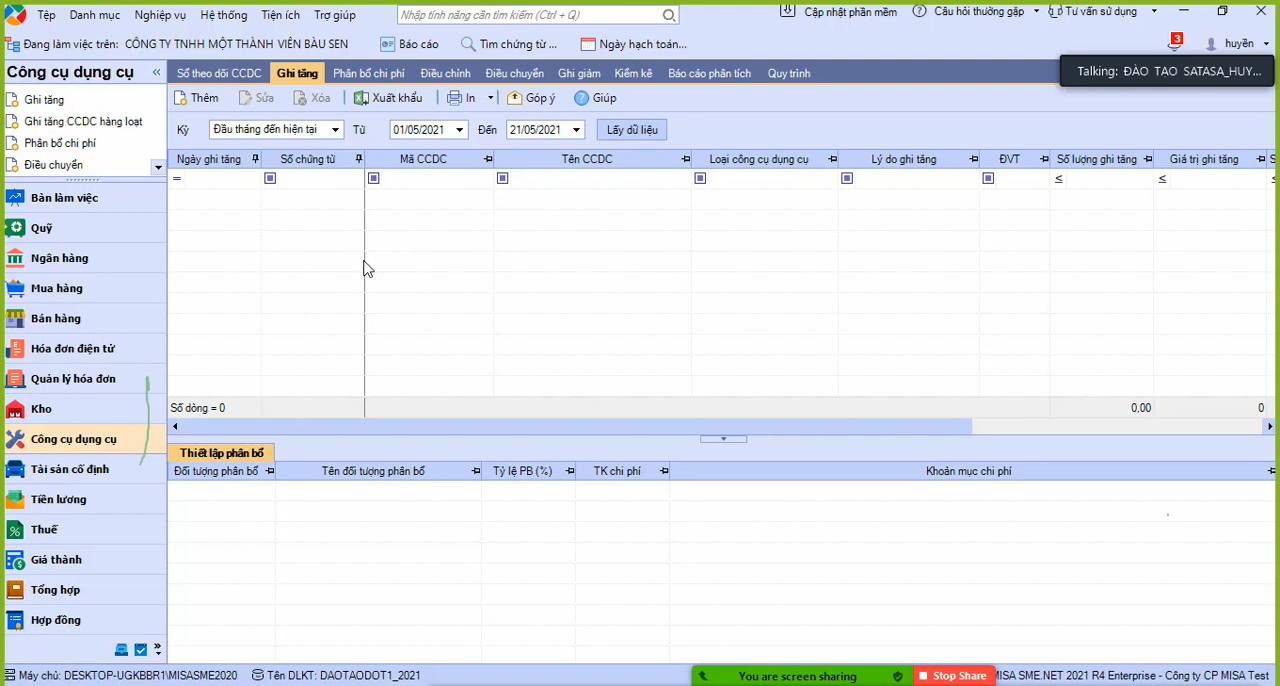 Tệp Danh mục Nghiệp vụ Hệ thống Tiện ích Trợ giúp Nhập tính năng cần tìm kiếm (Ctrl + Q) Cập nhật phần mềm Câu hỏi thường gặp Tư vấn sử dụng
Đang làm việc trên: CÔNG TY TNHH MỘT THÀNH VIÊN BÀU SEN Báo cáo Tìm chứng từ ... Ngày hạch toán... 3 huyền
Talking: ĐÀO TẠO SATASA_HUY...
Công cụ dụng cụ «
Sổ theo dõi CCDC Ghi tăng Phân bổ chi phí Điều chỉnh Điều chuyển Ghi giảm Kiểm kê Báo cáo phân tích Quy trình
Ghi tăng
Ghi tăng CCDC hàng loạt
Phân bổ chi phí
Điều chuyển
Thêm Sửa Xóa Xuất khẩu In Góp ý Giúp
Kỳ Đầu tháng đến hiện tại Từ 01/05/2021 Đến 21/05/2021 Lấy dữ liệu
Ngày ghi tăng Số chứng từ Mã CCDC Tên CCDC Loại công cụ dụng cụ Lý do ghi tăng ĐVT Số lượng ghi tăng Giá trị ghi tăng S
= ≤ ≤ ≤
Bàn làm việc
Quỹ
Ngân hàng
Mua hàng
Bán hàng
Hóa đơn điện tử
Quản lý hóa đơn
Kho
Công cụ dụng cụ
Tài sản cố định
Tiền lương
Thuế
Giá thành
Tổng hợp
Hợp đồng
»
Số dòng = 0 0,00 0
Thiết lập phân bổ
Đối tượng phân bổ Tên đối tượng phân bổ Tỷ lệ PB (%) TK chi phí Khoản mục chi phí
Máy chủ: DESKTOP-UGKBBR1\MISASME2020 Tên DLKT: DAOTAODOT1_2021 You are screen sharing Stop Share MISA SME.NET 2021 R4 Enterprise - Công ty CP MISA Test